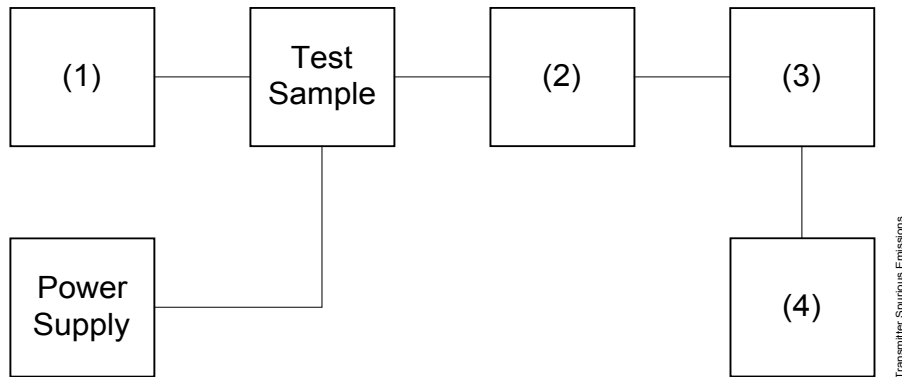 (1)
Test
Sample
(2)
(3)
Power
Supply
(4)
Transmitter Spurious Emissions